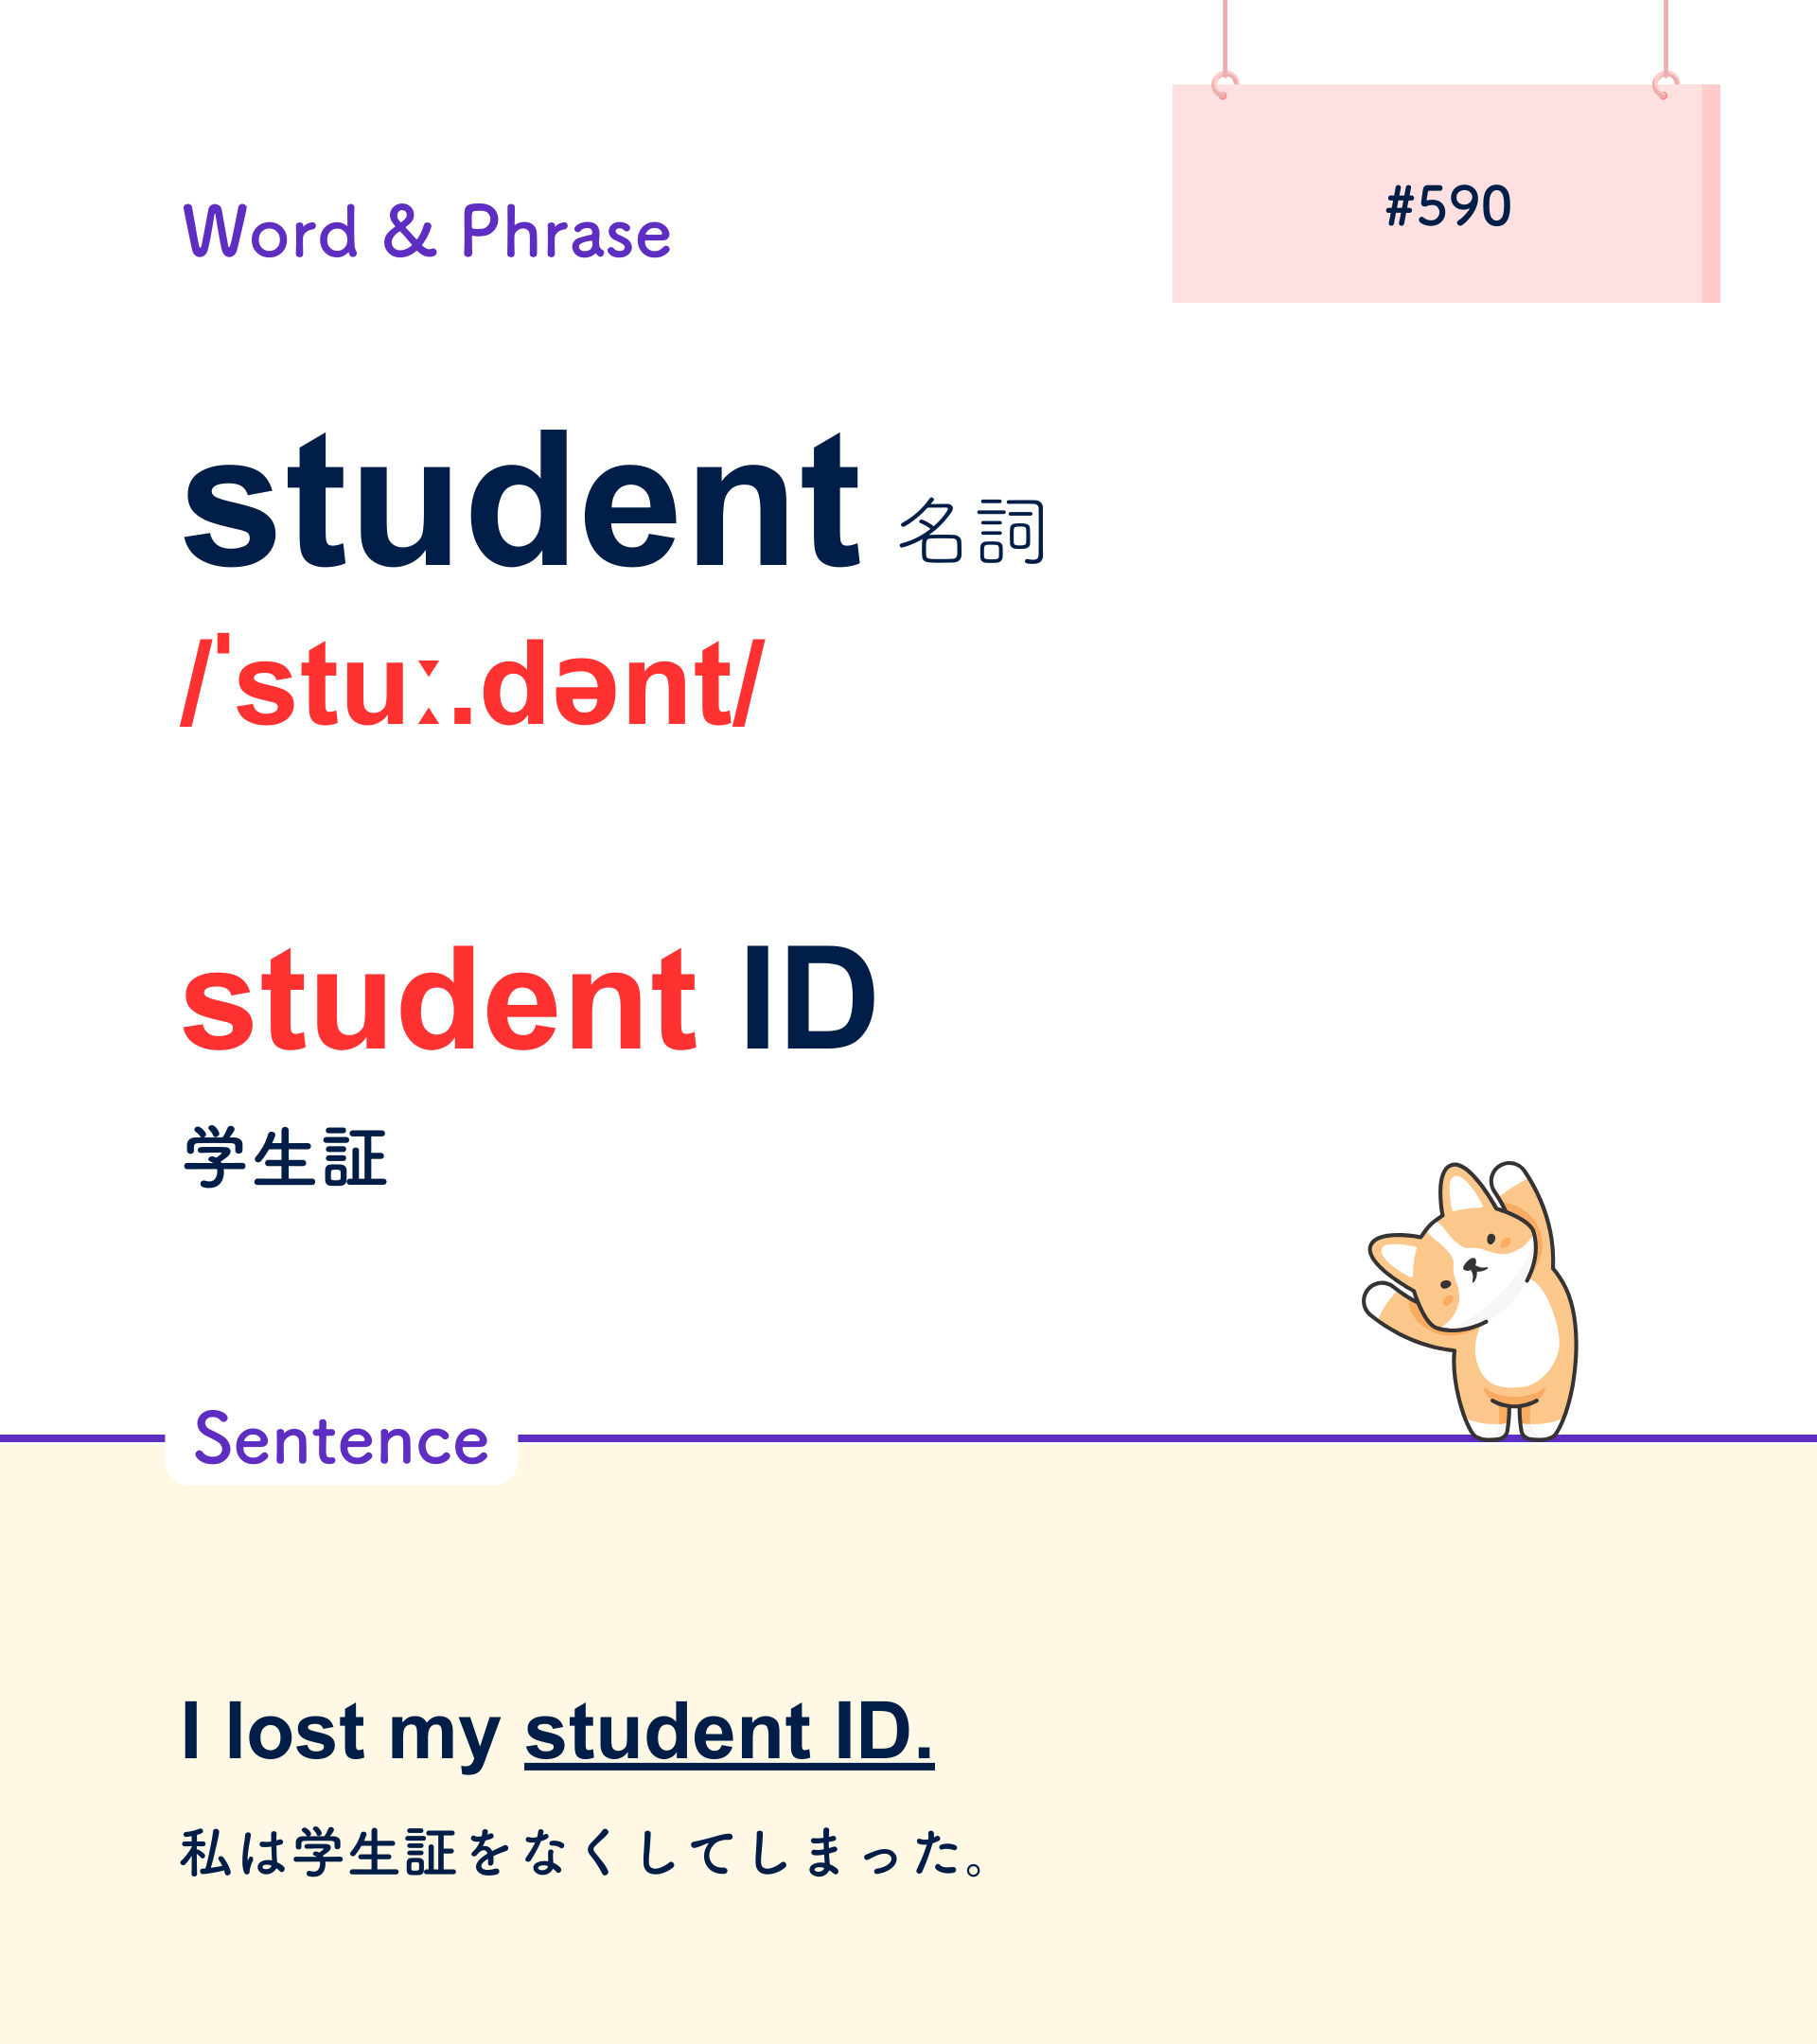 Word & Phrase
#590
student 名詞
/ˈstuː.dənt/
student ID
学生証
Sentence
I lost my student ID.
私は学生証をなくしてしまった。